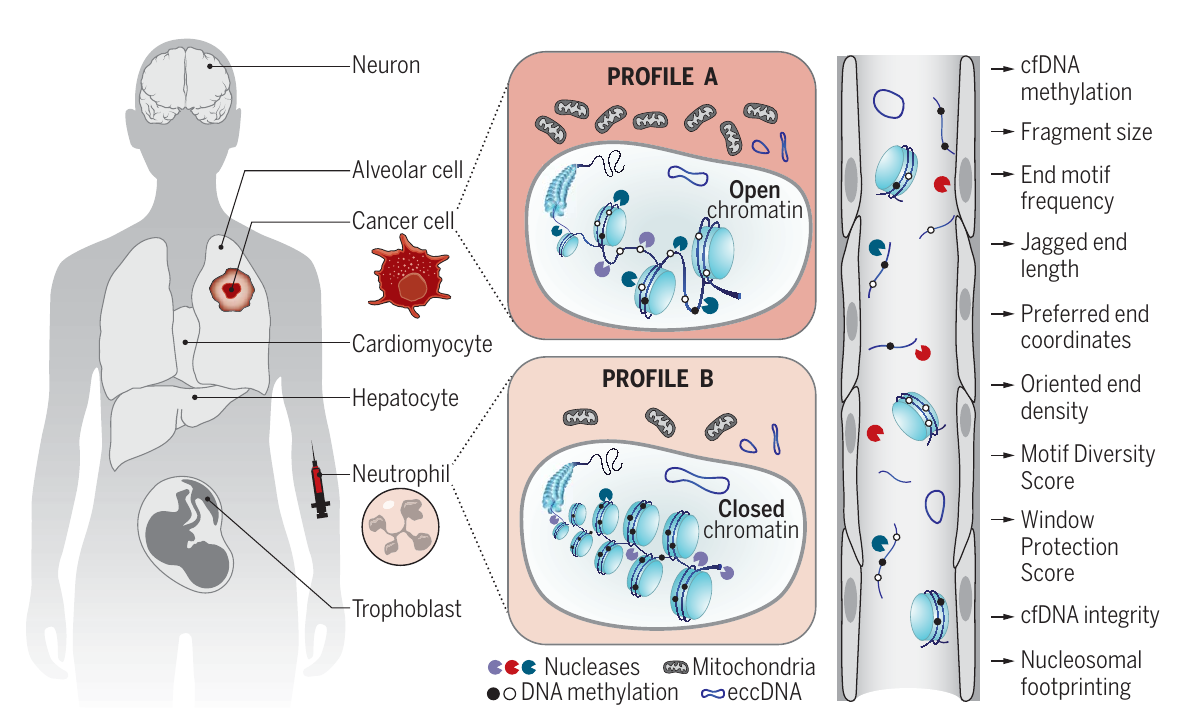 Neuron
Alveolar cell
Cancer cell
Cardiomyocyte
Hepatocyte
Neutrophil
Trophoblast
PROFILE A
Open
chromatin
PROFILE B
Closed
chromatin
Nucleases
Mitochondria
DNA methylation
eccDNA
cfDNA
methylation
Fragment size
End motif
frequency
Jagged end
length
Preferred end
coordinates
Oriented end
density
Motif Diversity
Score
Window
Protection
Score
cfDNA integrity
Nucleosomal
footprinting